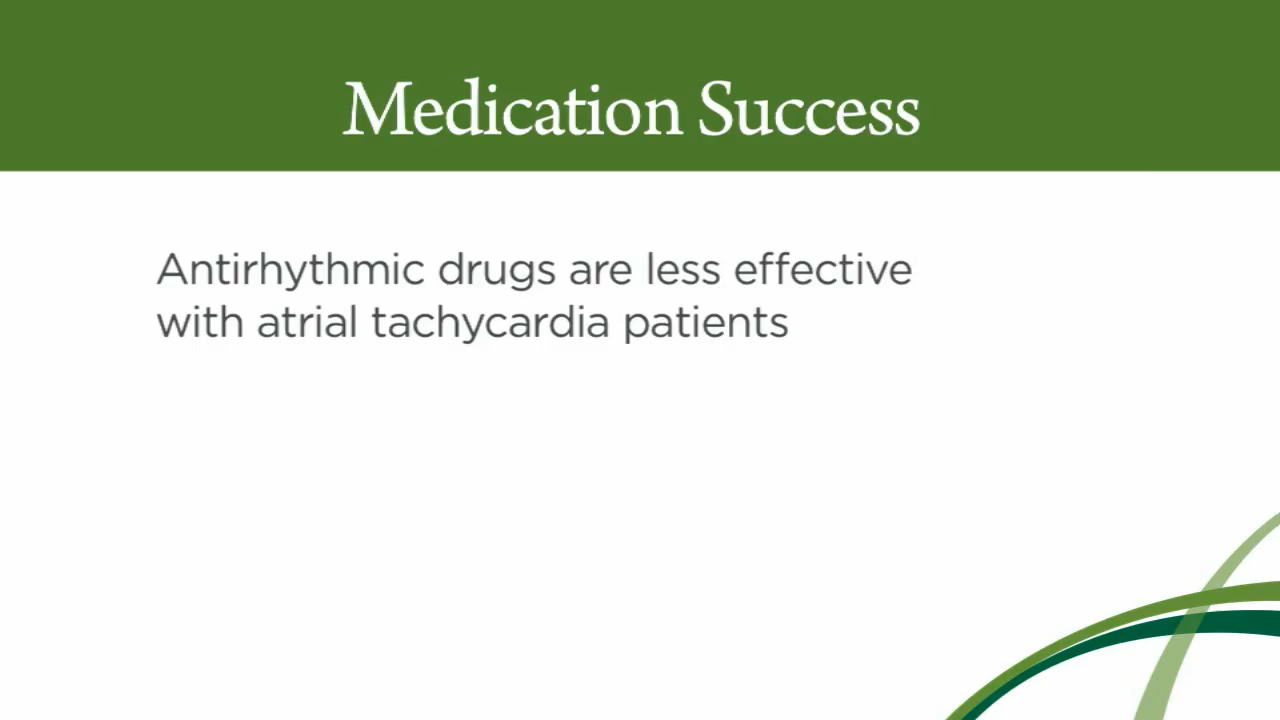 Medication Success
Antirhythmic drugs are less effective
with atrial tachycardia patients